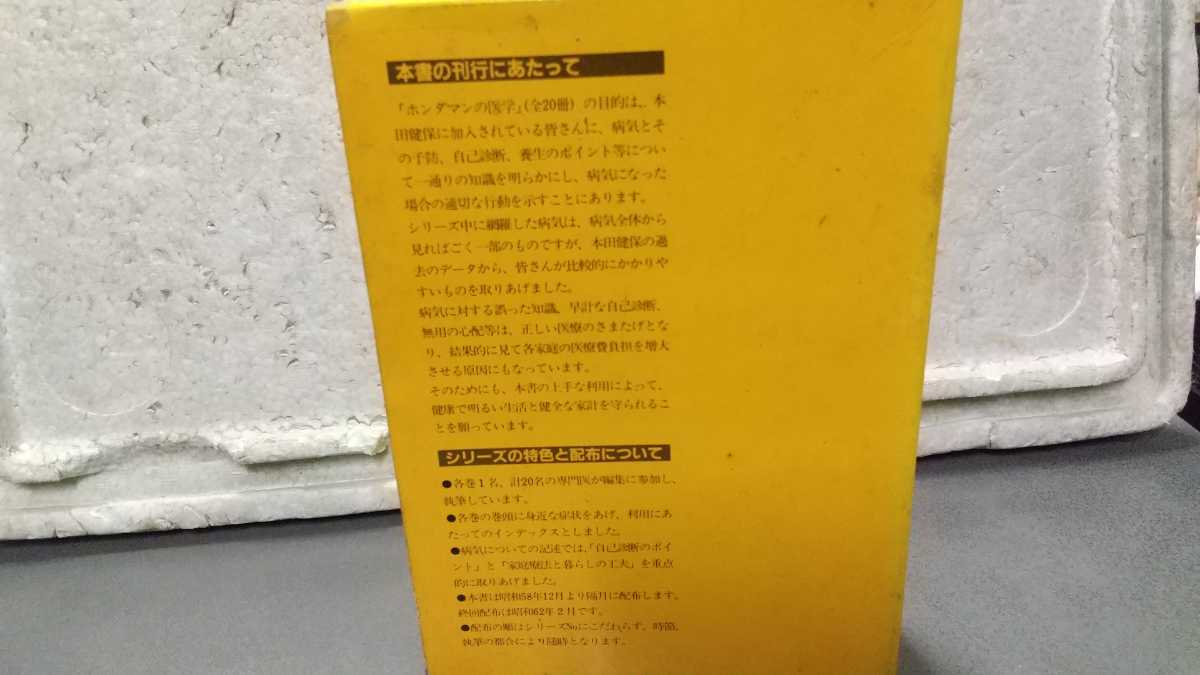 本書の刊行にあたって
「ホンダマンの医学」(全20冊)の目的は、本
田健保に加入されている皆さんに、病気とそ
の予防、自己診断、養生のポイント等につい
て一通りの知識を明らかにし、病気になった
場合の適切な行動を示すことにあります。
シリーズ中に網羅した病気は、病気全体から
見ればごく一部のものですが、本田健保の過
去のデータから、皆さんが比較的にかかりや
すいものを取りあげました。
病気に対する誤った知識、早計な自己診断、
無用の心配等は、正しい医療のさまたげとな
り、結果的に見て各家庭の医療費負担を増大
させる原因にもなっています。
そのためにも、本書の上手な利用によって、
健康で明るい生活と健全な家計を守られるこ
とを願っています。
シリーズの特色と配布について
●各巻1名、計20名の専門医が編集に参加し、
執筆しています。
●各巻の巻頭に身近な症状をあげ、利用にあ
たってのインデックスとしました。
●病気についての記述では、「自己診断のポイ
ント」と「家庭療法と暮らしの工夫」を重点
的に取りあげました。
●本書は昭和58年12月より隔月に配布します。
終回配布は昭和62年2月です。
●配布の順はシリーズNo.にこだわらず、時節、
執筆の都合により随時となります。